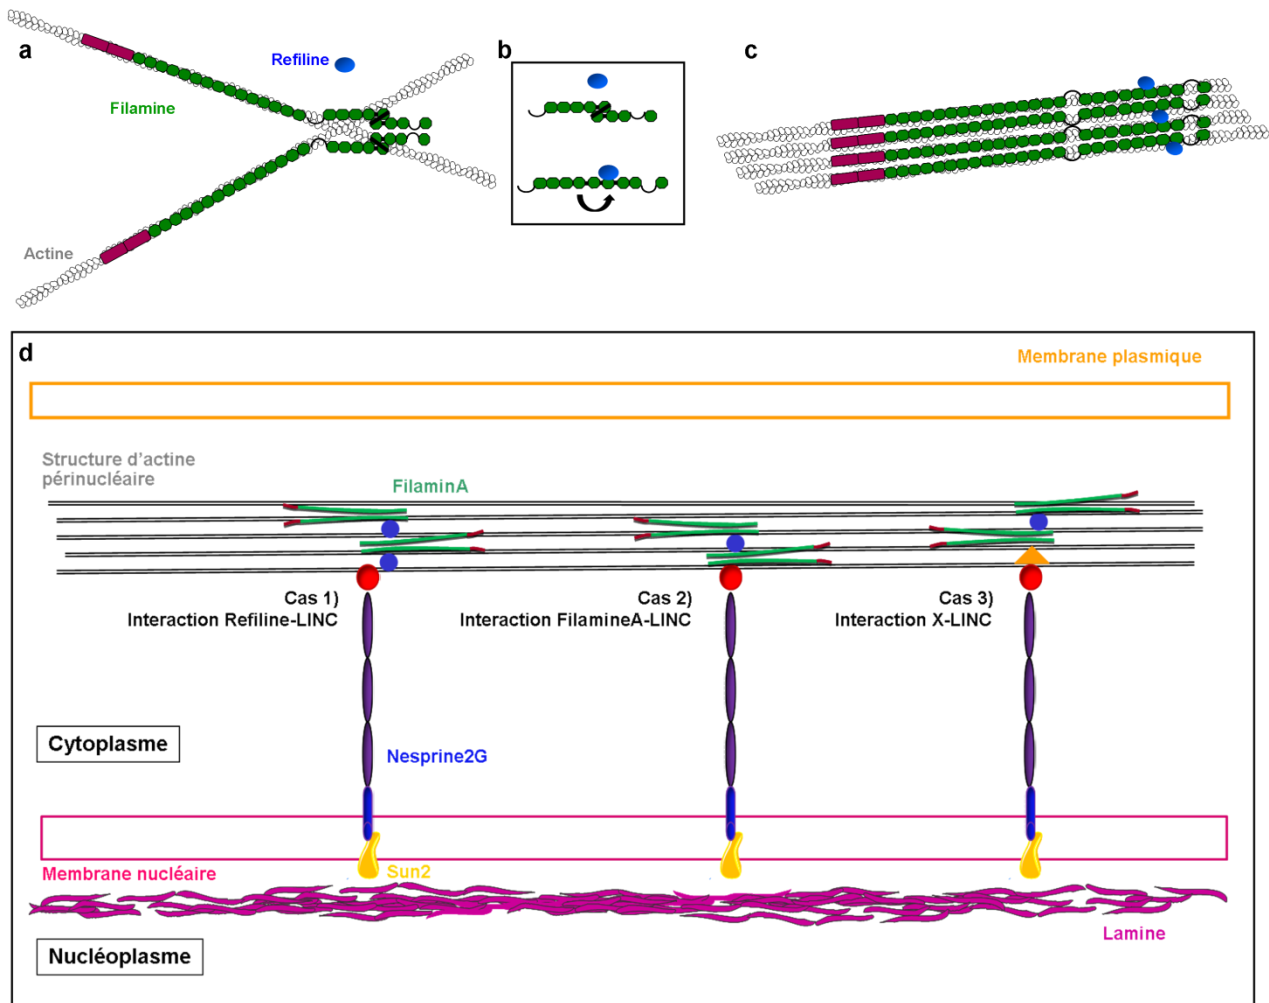 a
Refiline
Filamine
Actine
b
c
d
Membrane plasmique
Structure d'actine
périnucléaire
FilaminA
Cas 1)
Interaction Refiline-LINC
Cas 2)
Interaction FilamineA-LINC
Cas 3)
Interaction X-LINC
Cytoplasme
Nesprine2G
Membrane nucléaire
Sun2
Lamine
Nucléoplasme